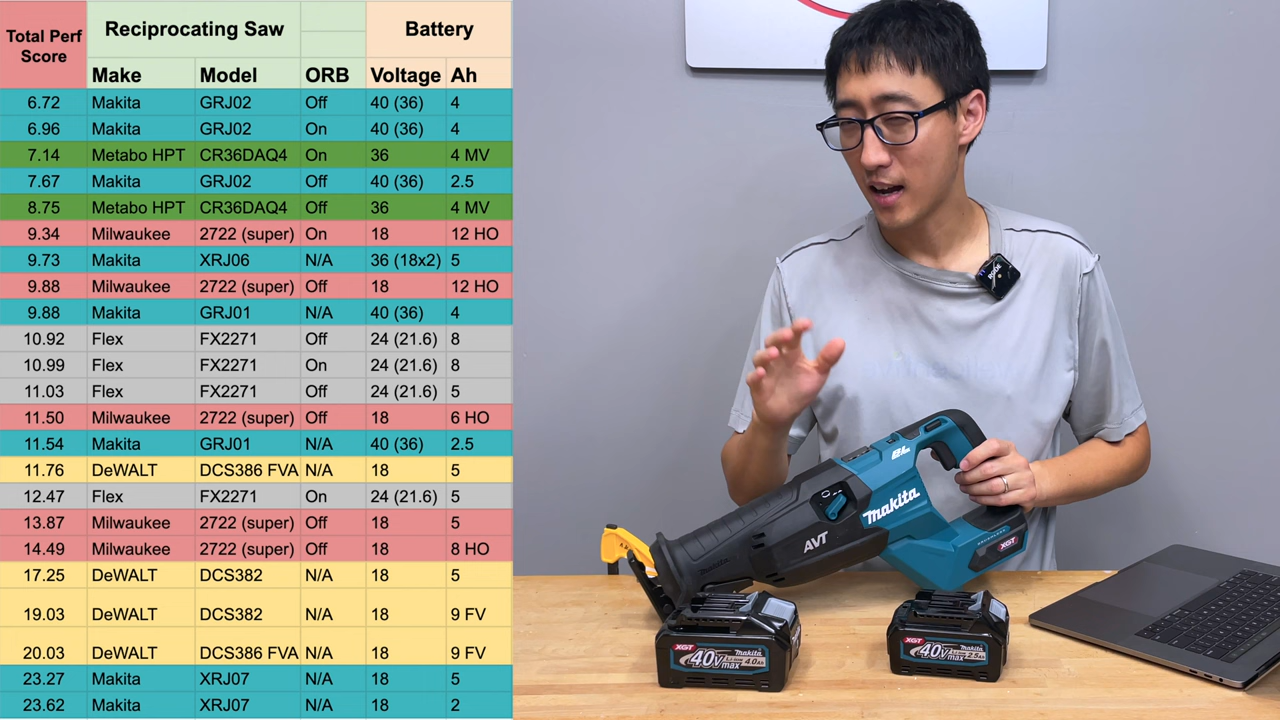 Total Perf Score Reciprocating Saw Battery
Make Model ORB Voltage Ah
6.72 Makita GRJ02 Off 40 (36) 4
6.96 Makita GRJ02 On 40 (36) 4
7.14 Metabo HPT CR36DAQ4 On 36 4 MV
7.67 Makita GRJ02 Off 40 (36) 2.5
8.75 Metabo HPT CR36DAQ4 Off 36 4 MV
9.34 Milwaukee 2722 (super) On 18 12 HO
9.73 Makita XRJ06 N/A 36 (18x2) 5
9.88 Milwaukee 2722 (super) Off 18 12 HO
9.88 Makita GRJ01 N/A 40 (36) 4
10.92 Flex FX2271 Off 24 (21.6) 8
10.99 Flex FX2271 On 24 (21.6) 8
11.03 Flex FX2271 Off 24 (21.6) 5
11.50 Milwaukee 2722 (super) Off 18 6 HO
11.54 Makita GRJ01 N/A 40 (36) 2.5
11.76 DeWALT DCS386 FVA N/A 18 5
12.47 Flex FX2271 On 24 (21.6) 5
13.87 Milwaukee 2722 (super) Off 18 5
14.49 Milwaukee 2722 (super) Off 18 8 HO
17.25 DeWALT DCS382 N/A 18 5
19.03 DeWALT DCS382 N/A 18 9 FV
20.03 DeWALT DCS386 FVA N/A 18 9 FV
23.27 Makita XRJ07 N/A 18 5
23.62 Makita XRJ07 N/A 18 2
RODE
BL
Makita
AVT
BRUSHLESS
XGT
XGT Makita
40Vmax 4.0Ah
XGT Makita
40Vmax 2.5Ah